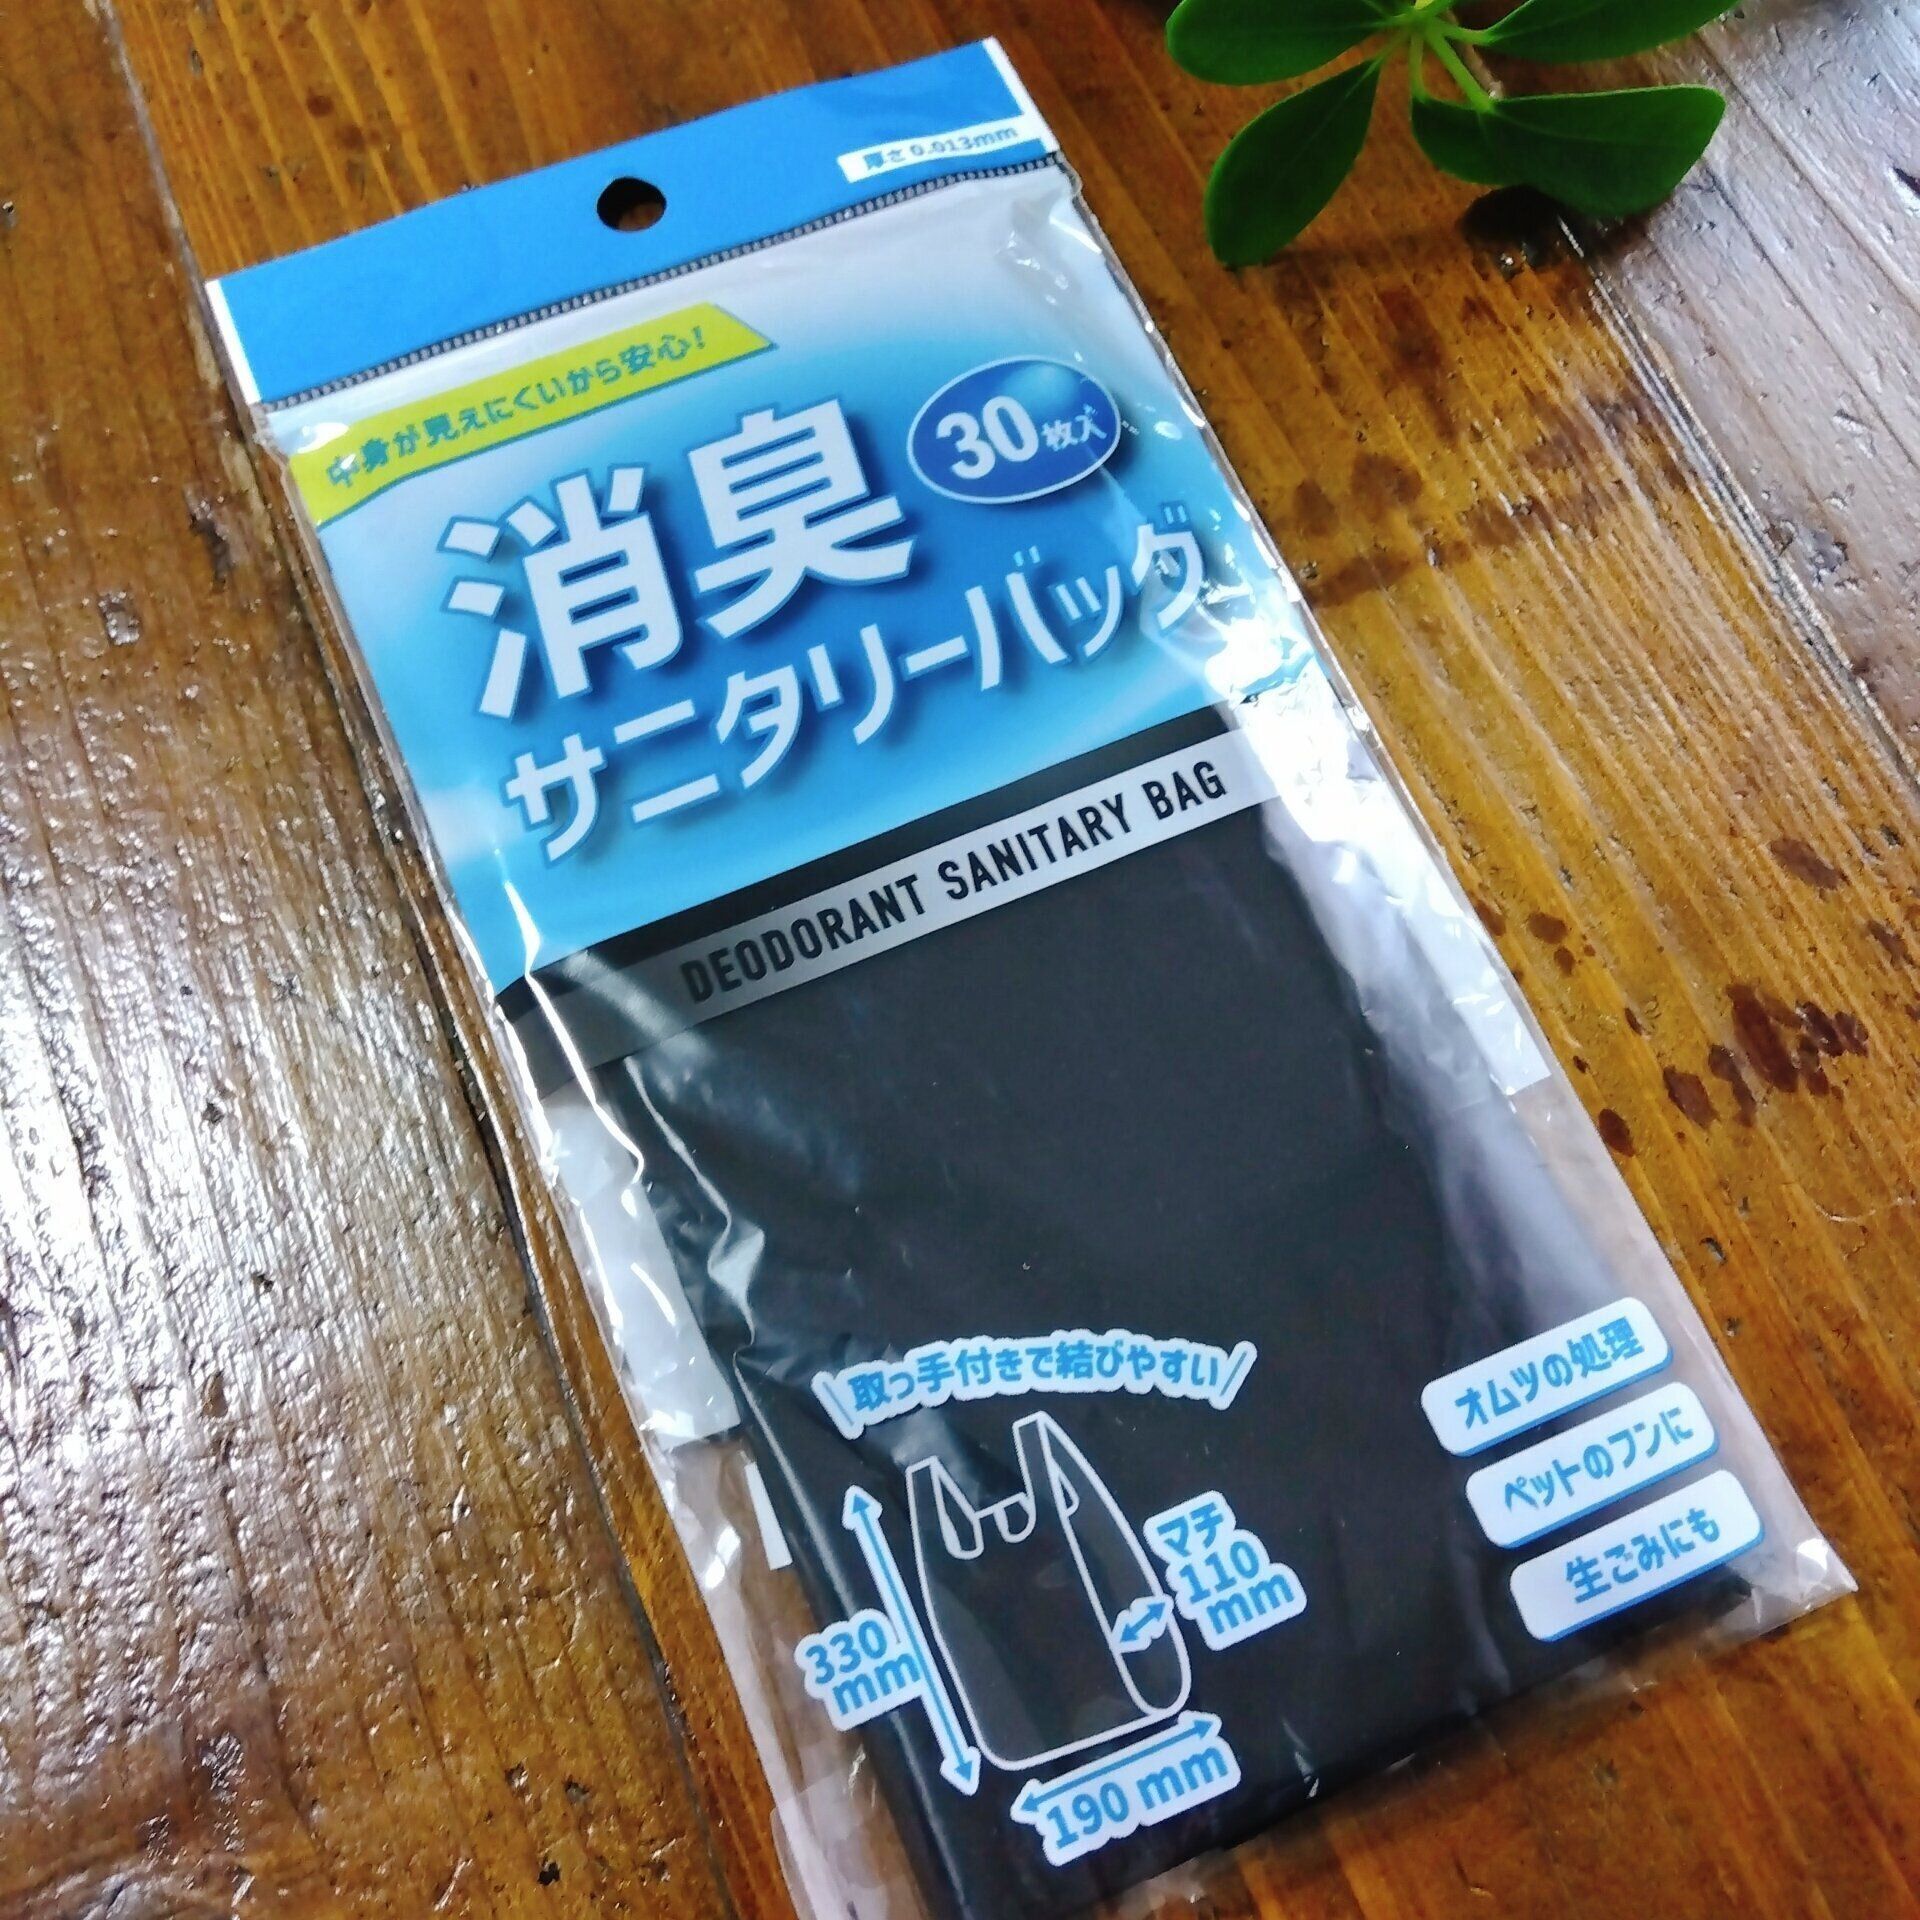 厚さ 0.013mm
中身が見えにくいから安心！
30枚入
消臭
サニタリーバッグ
DEODORANT SANITARY BAG
取っ手付きで結びやすい
330
mm
マチ
110
mm
190 mm
オムツの処理
ペットのフンに
生ごみにも